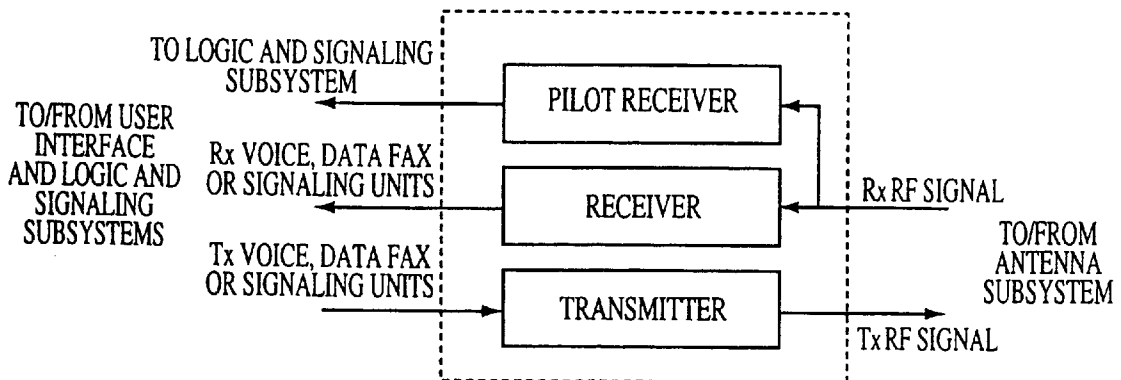 TO LOGIC AND SIGNALING
SUBSYSTEM
PILOT RECEIVER
TO/FROM USER
INTERFACE
AND LOGIC AND
SIGNALING
SUBSYSTEMS
Rx VOICE, DATA FAX
OR SIGNALING UNITS
RECEIVER
Rx RF SIGNAL
TO/FROM
ANTENNA
SUBSYSTEM
Tx VOICE, DATA FAX
OR SIGNALING UNITS
TRANSMITTER
Tx RF SIGNAL